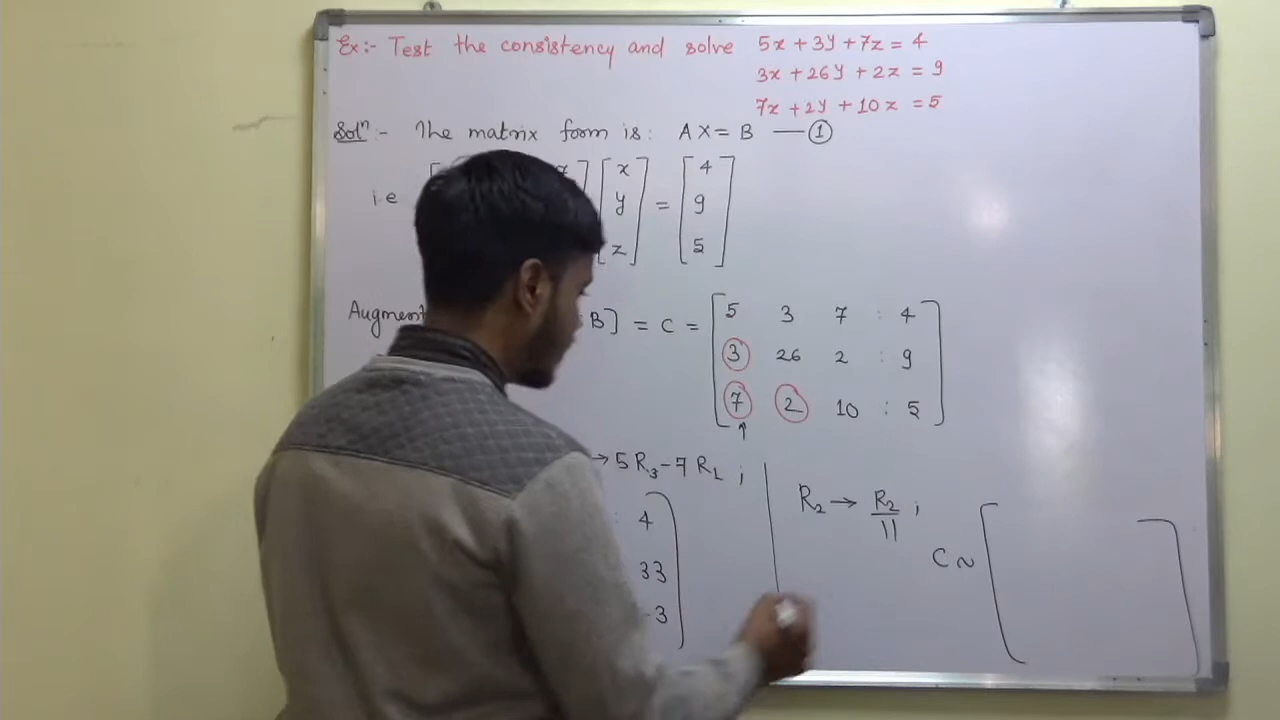 Ex:- Test the consistency and solve 5x + 3y + 7z = 4
3x + 26y + 2z = 9
7x + 2y + 10z = 5
Solⁿ:- The matrix form is: AX = B —①
i.e [x y z] = [4 9 5]
Augment B] = C = [5 3 7 : 4
3 26 2 : 9
7 2 10 : 5]
→ 5R₃ - 7R₁ ;
: 4
33
-3
R₂ → R₂/11 ;
C ~ [ ]